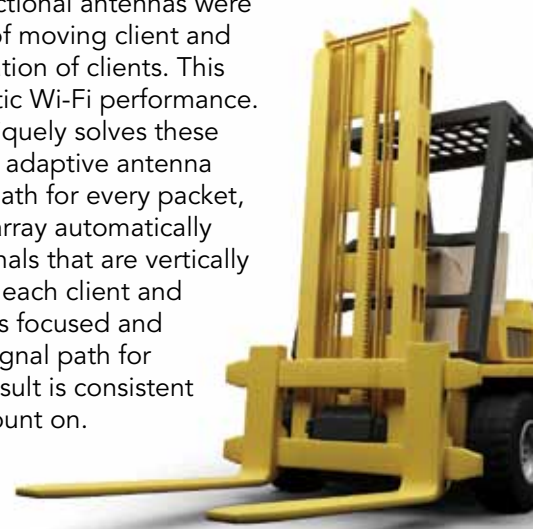 ctional antennas were
of moving client and
tion of clients. This
tic Wi-Fi performance.
quely solves these
adaptive antenna
ath for every packet,
array automatically
nals that are vertically
each client and
s focused and
gnal path for
sult is consistent
ount on.